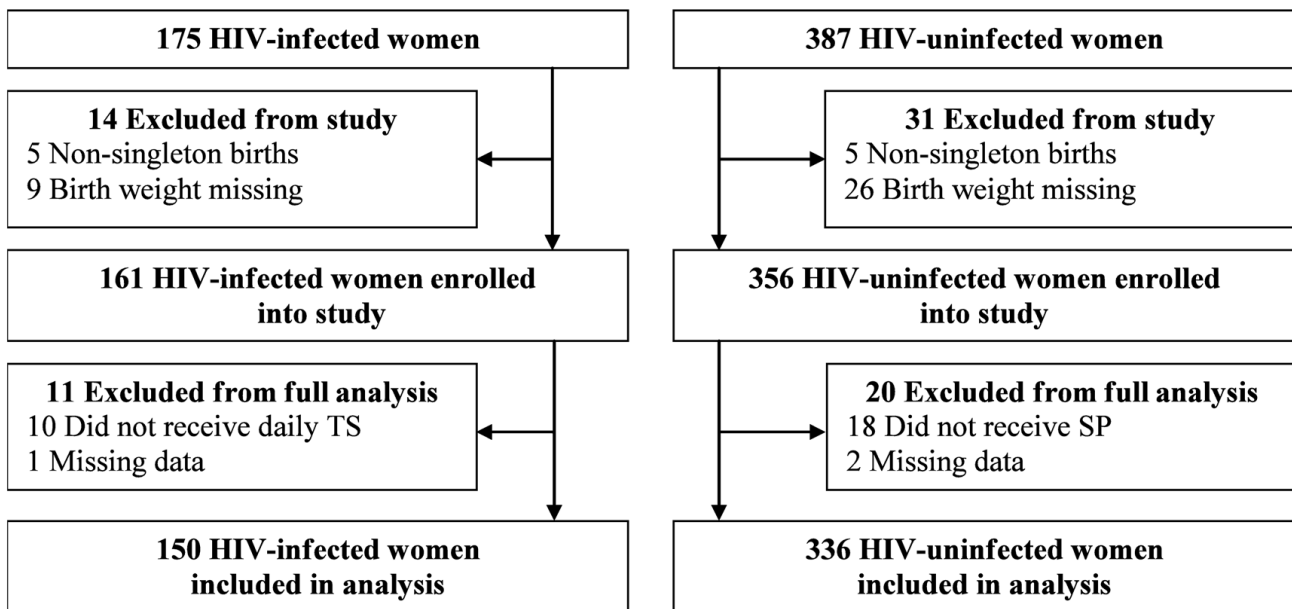 175 HIV-infected women
14 Excluded from study
5 Non-singleton births
9 Birth weight missing
161 HIV-infected women enrolled
into study
11 Excluded from full analysis
10 Did not receive daily TS
1 Missing data
150 HIV-infected women
included in analysis
387 HIV-uninfected women
31 Excluded from study
5 Non-singleton births
26 Birth weight missing
356 HIV-uninfected women enrolled
into study
20 Excluded from full analysis
18 Did not receive SP
2 Missing data
336 HIV-uninfected women
included in analysis